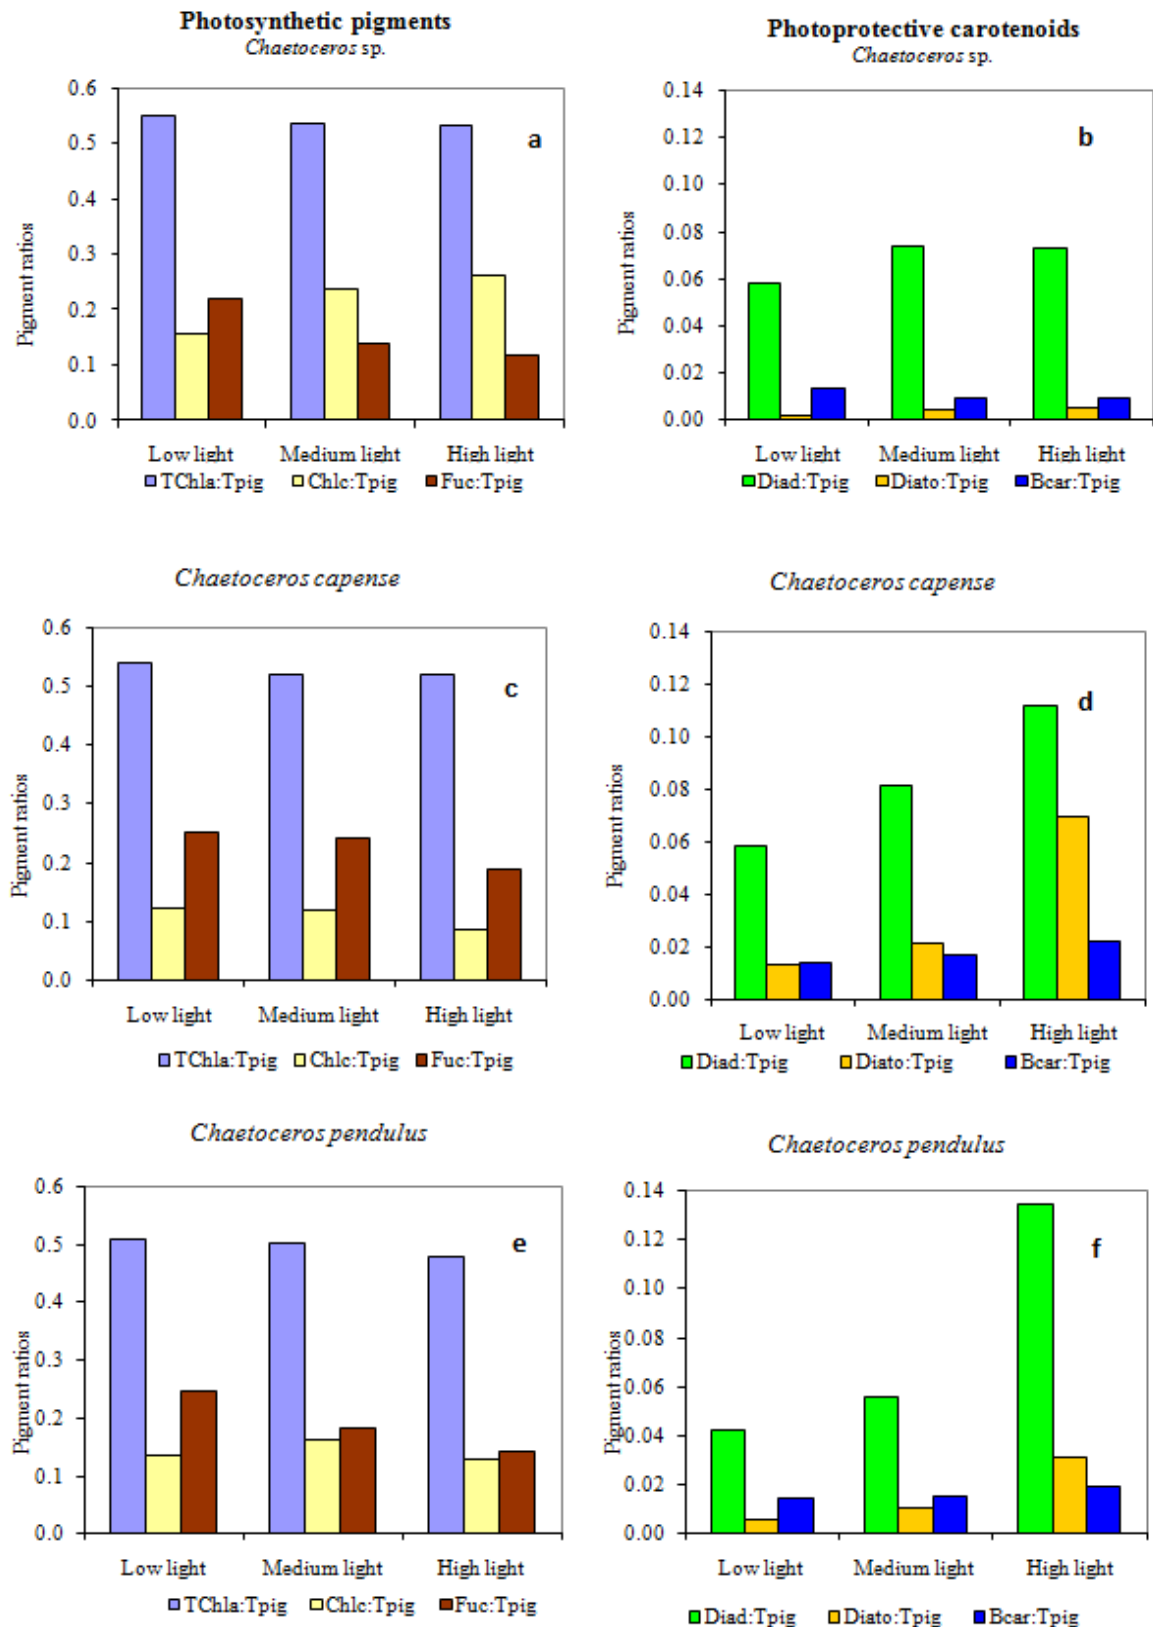 Photosynthetic pigments
Chaetoceros sp.
0.6
0.5
0.4
0.3
0.2
0.1
0.0
Pigment ratios
a
Low light Medium light High light
TChla:Tpig Chlc:Tpig Fuc:Tpig
Photoprotective carotenoids
Chaetoceros sp.
0.14
0.12
0.10
0.08
0.06
0.04
0.02
0.00
Pigment ratios
b
Low light Medium light High light
Diad:Tpig Diato:Tpig Bcar:Tpig
Chaetoceros capense
0.6
0.5
0.4
0.3
0.2
0.1
0.0
Pigment ratios
c
Low light Medium light High light
TChla:Tpig Chlc:Tpig Fuc:Tpig
Chaetoceros capense
0.14
0.12
0.10
0.08
0.06
0.04
0.02
0.00
Pigment ratios
d
Low light Medium light High light
Diad:Tpig Diato:Tpig Bcar:Tpig
Chaetoceros pendulus
0.6
0.5
0.4
0.3
0.2
0.1
0.0
Pigment ratios
e
Low light Medium light High light
TChla:Tpig Chlc:Tpig Fuc:Tpig
Chaetoceros pendulus
0.14
0.12
0.10
0.08
0.06
0.04
0.02
0.00
Pigment ratios
f
Low light Medium light High light
Diad:Tpig Diato:Tpig Bcar:Tpig